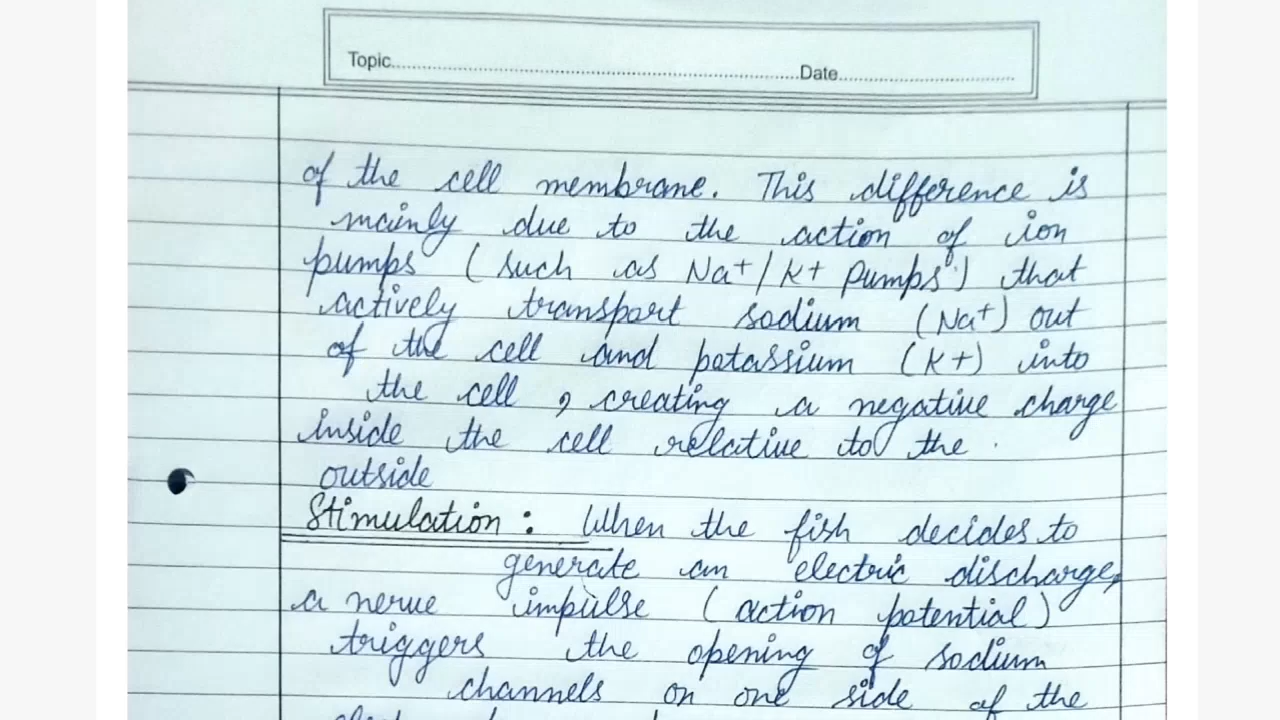 Topic..........Date..........
of the cell membrane. This difference is
mainly due to the action of ion
pumps (such as Na+/K+ Pumps) that
actively transport sodium (Na+) out
of the cell and potassium (K+) into
the cell, creating a negative charge
inside the cell relative to the
outside
Stimulation: When the fish decides to
generate an electric discharge,
a nerve impulse (action potential)
triggers the opening of sodium
channels on one side of the